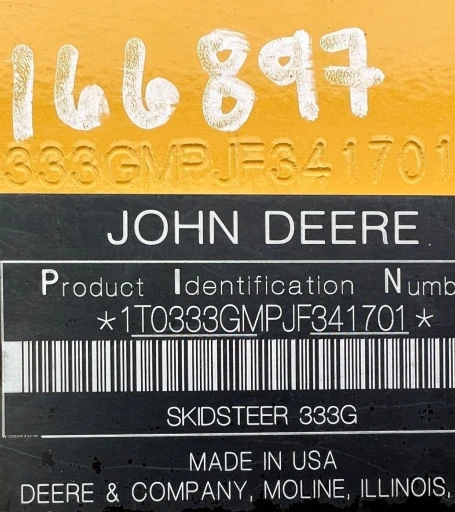 166897
333GMPJF341701
JOHN DEERE
Product Identification Numb
*1T0333GMPJF341701*
SKIDSTEER 333G
MADE IN USA
DEERE & COMPANY, MOLINE, ILLINOIS,